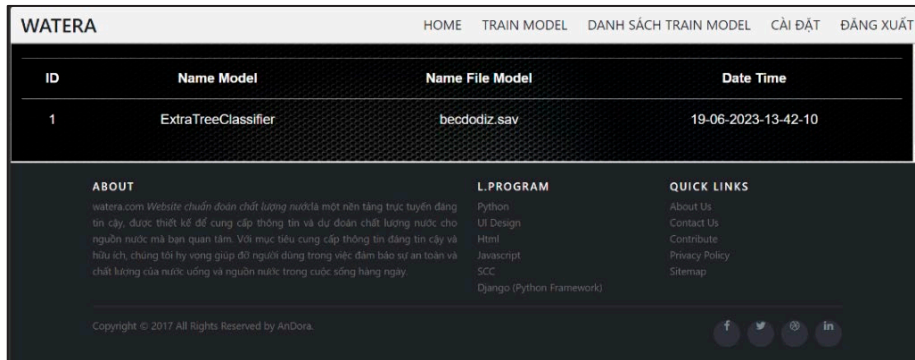 WATERA HOME TRAIN MODEL DANH SÁCH TRAIN MODEL CÀI ĐẶT ĐĂNG XUẤT
ID Name Model Name File Model Date Time
1 ExtraTreeClassifier becdodiz.sav 19-06-2023-13-42-10
ABOUT
watera.com Website chuẩn đoán chất lượng nước là một nên tảng trực tuyến đáng
tin cậy, được thiết kế để cung cấp thông tin và dự đoán chất lượng nước cho
nguồn nước mà bạn quan tâm. Với mục tiêu cung cấp thông tin đáng tin cậy và
hữu ích, chúng tôi hy vọng giúp đỡ người dùng trong việc đảm bảo sự an toàn và
chất lượng của nước uống và nguồn nước trong cuộc sống hàng ngày.
L.PROGRAM
Python
UI Design
Html
Javascript
SCC
Django (Python Framework)
QUICK LINKS
About Us
Contact Us
Contribute
Privacy Policy
Sitemap
Copyright © 2017 All Rights Reserved by AnDora.